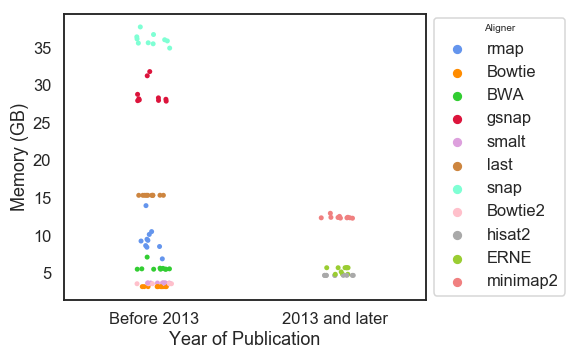 35
30
25
20
15
10
5
Memory (GB)
Before 2013
2013 and later
Year of Publication
Aligner
rmap
Bowtie
BWA
gsnap
smalt
last
snap
Bowtie2
hisat2
ERNE
minimap2